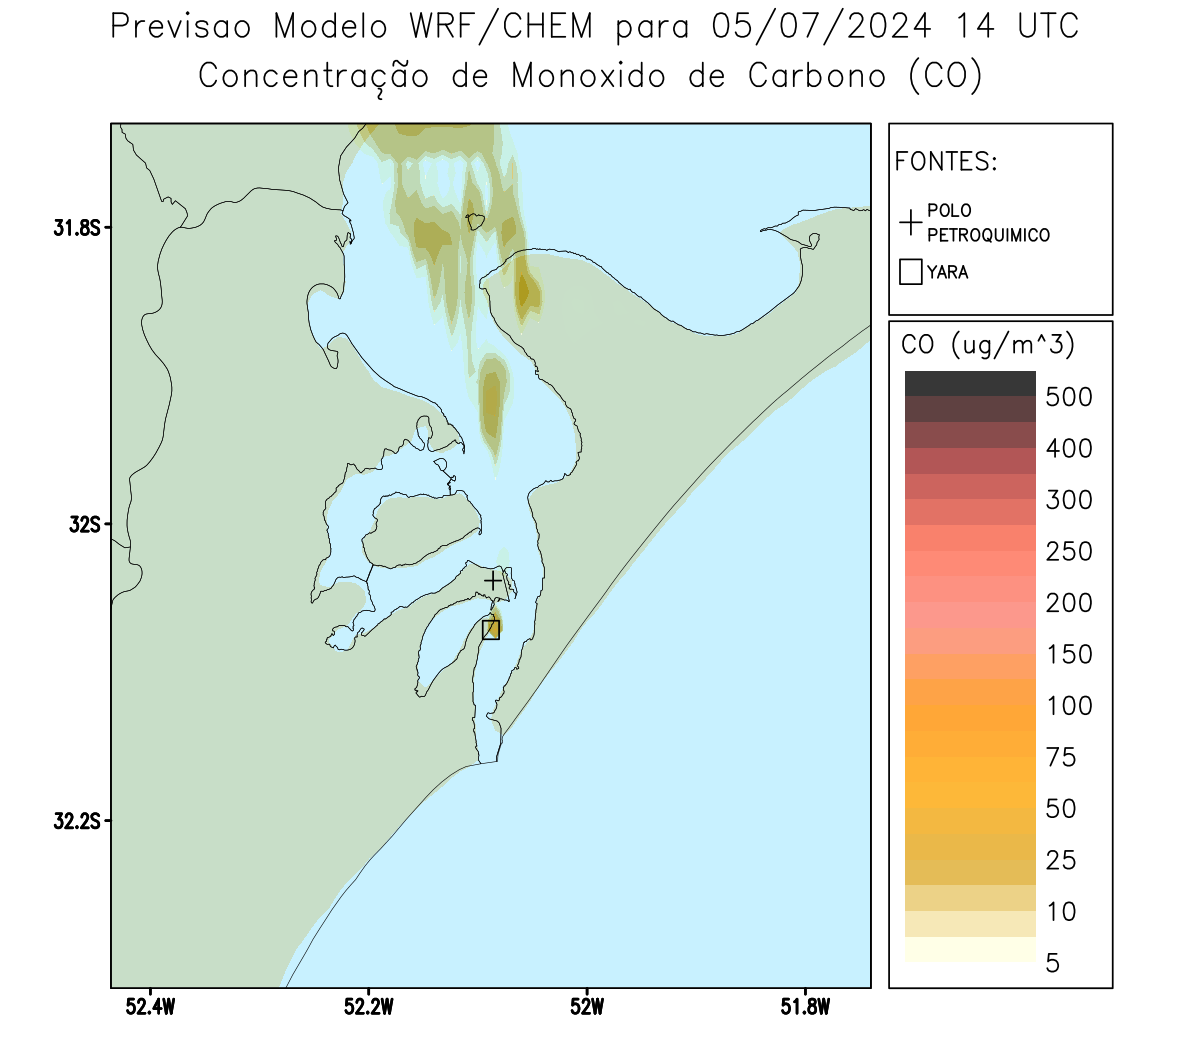 Previsao Modelo WRF/CHEM para 05/07/2024 14 UTC
Concentração de Monoxido de Carbono (CO)
FONTES:
POLO
PETROQUIMICO
YARA
CO (ug/m^3)
500
400
300
250
200
150
100
75
50
25
10
5
31.8S
32S
32.2S
52.4W
52.2W
52W
51.8W